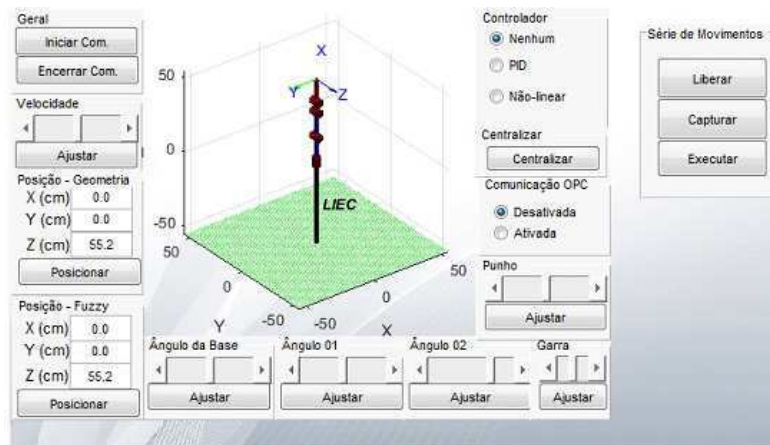 Geral
Iniciar Com.
Encerrar Com.
Velocidade
Ajustar
Posição - Geometria
X (cm) 0.0
Y (cm) 0.0
Z (cm) 55.2
Posicionar
Posição - Fuzzy
X (cm) 0.0
Y (cm) 0.0
Z (cm) 55.2
Posicionar
X
Y
Z
50
0
-50
LIEC
50
0
-50
Y
-50
0
50
X
Ângulo da Base
Ajustar
Ângulo 01
Ajustar
Ângulo 02
Ajustar
Garra
Ajustar
Controlador
Nenhum
PID
Não-linear
Centralizar
Centralizar
Comunicação OPC
Desativada
Ativada
Punho
Ajustar
Série de Movimentos
Liberar
Capturar
Executar